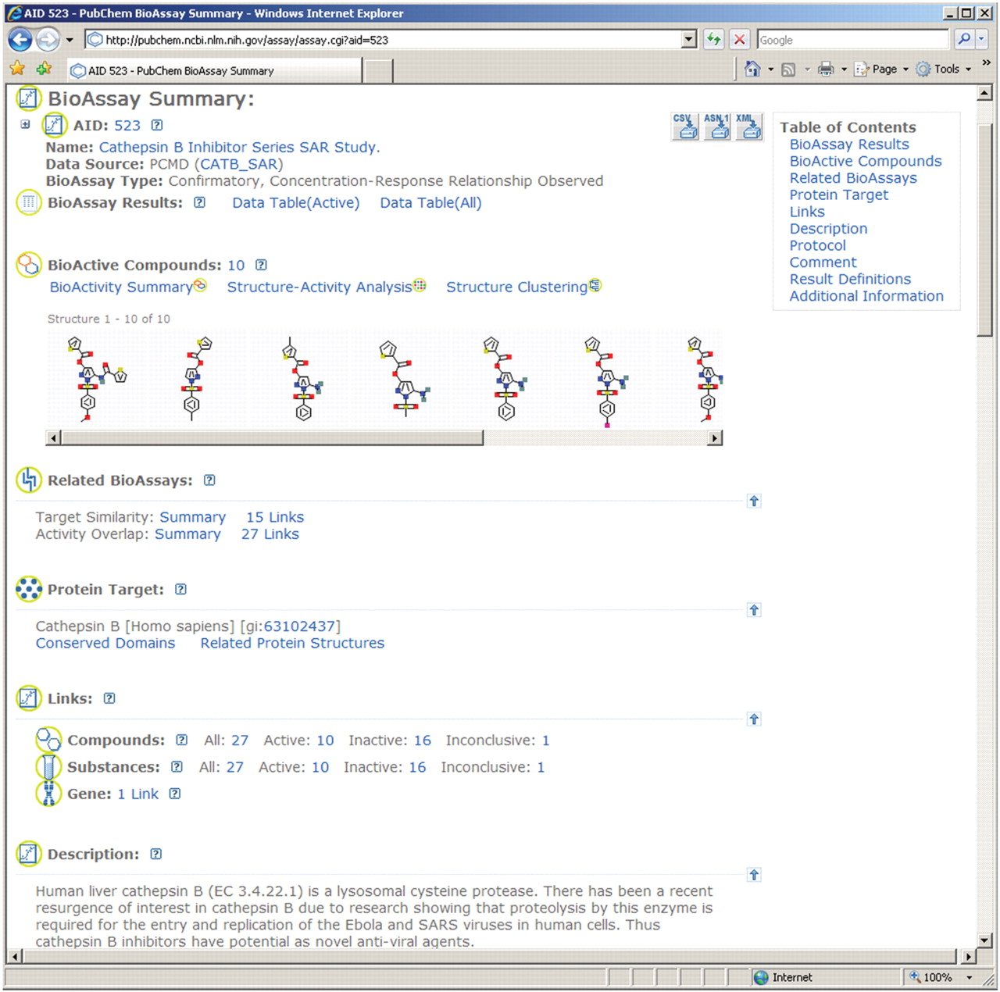 AID 523 - PubChem BioAssay Summary - Windows Internet Explorer
http://pubchem.ncbi.nlm.nih.gov/assay/assay.cgi?aid=523
Google
AID 523 - PubChem BioAssay Summary
Page
Tools
BioAssay Summary:
AID: 523
CSV ASN.1 XML
Name: Cathepsin B Inhibitor Series SAR Study.
Data Source: PCMD (CATB_SAR)
BioAssay Type: Confirmatory, Concentration-Response Relationship Observed
BioAssay Results: Data Table(Active) Data Table(All)
Table of Contents
BioAssay Results
BioActive Compounds
Related BioAssays
Protein Target
Links
Description
Protocol
Comment
Result Definitions
Additional Information
BioActive Compounds: 10
BioActivity Summary Structure-Activity Analysis Structure Clustering
Structure 1 - 10 of 10
Related BioAssays:
Target Similarity: Summary 15 Links
Activity Overlap: Summary 27 Links
Protein Target:
Cathepsin B [Homo sapiens] [gi:63102437]
Conserved Domains Related Protein Structures
Links:
Compounds: All: 27 Active: 10 Inactive: 16 Inconclusive: 1
Substances: All: 27 Active: 10 Inactive: 16 Inconclusive: 1
Gene: 1 Link
Description:
Human liver cathepsin B (EC 3.4.22.1) is a lysosomal cysteine protease. There has been a recent
resurgence of interest in cathepsin B due to research showing that proteolysis by this enzyme is
required for the entry and replication of the Ebola and SARS viruses in human cells. Thus
cathepsin B inhibitors have potential as novel anti-viral agents.
Internet
100%